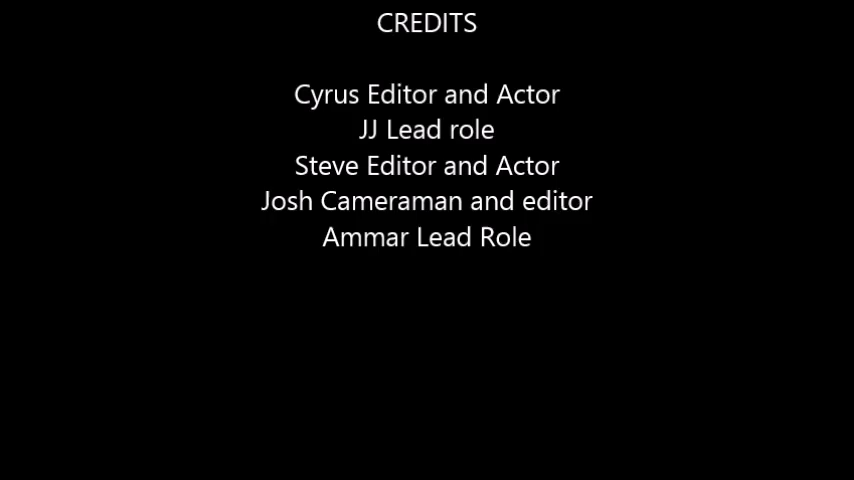 CREDITS
Cyrus Editor and Actor
JJ Lead role
Steve Editor and Actor
Josh Cameraman and editor
Ammar Lead Role